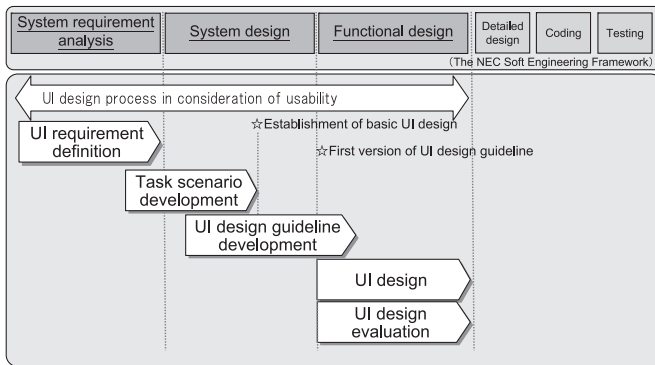 System requirement
analysis
System design
Functional design
Detailed
design
Coding
Testing
(The NEC Soft Engineering Framework)
UI design process in consideration of usability
☆Establishment of basic UI design
UI requirement
definition
☆First version of UI design guideline
Task scenario
development
UI design guideline
development
UI design
UI design
evaluation